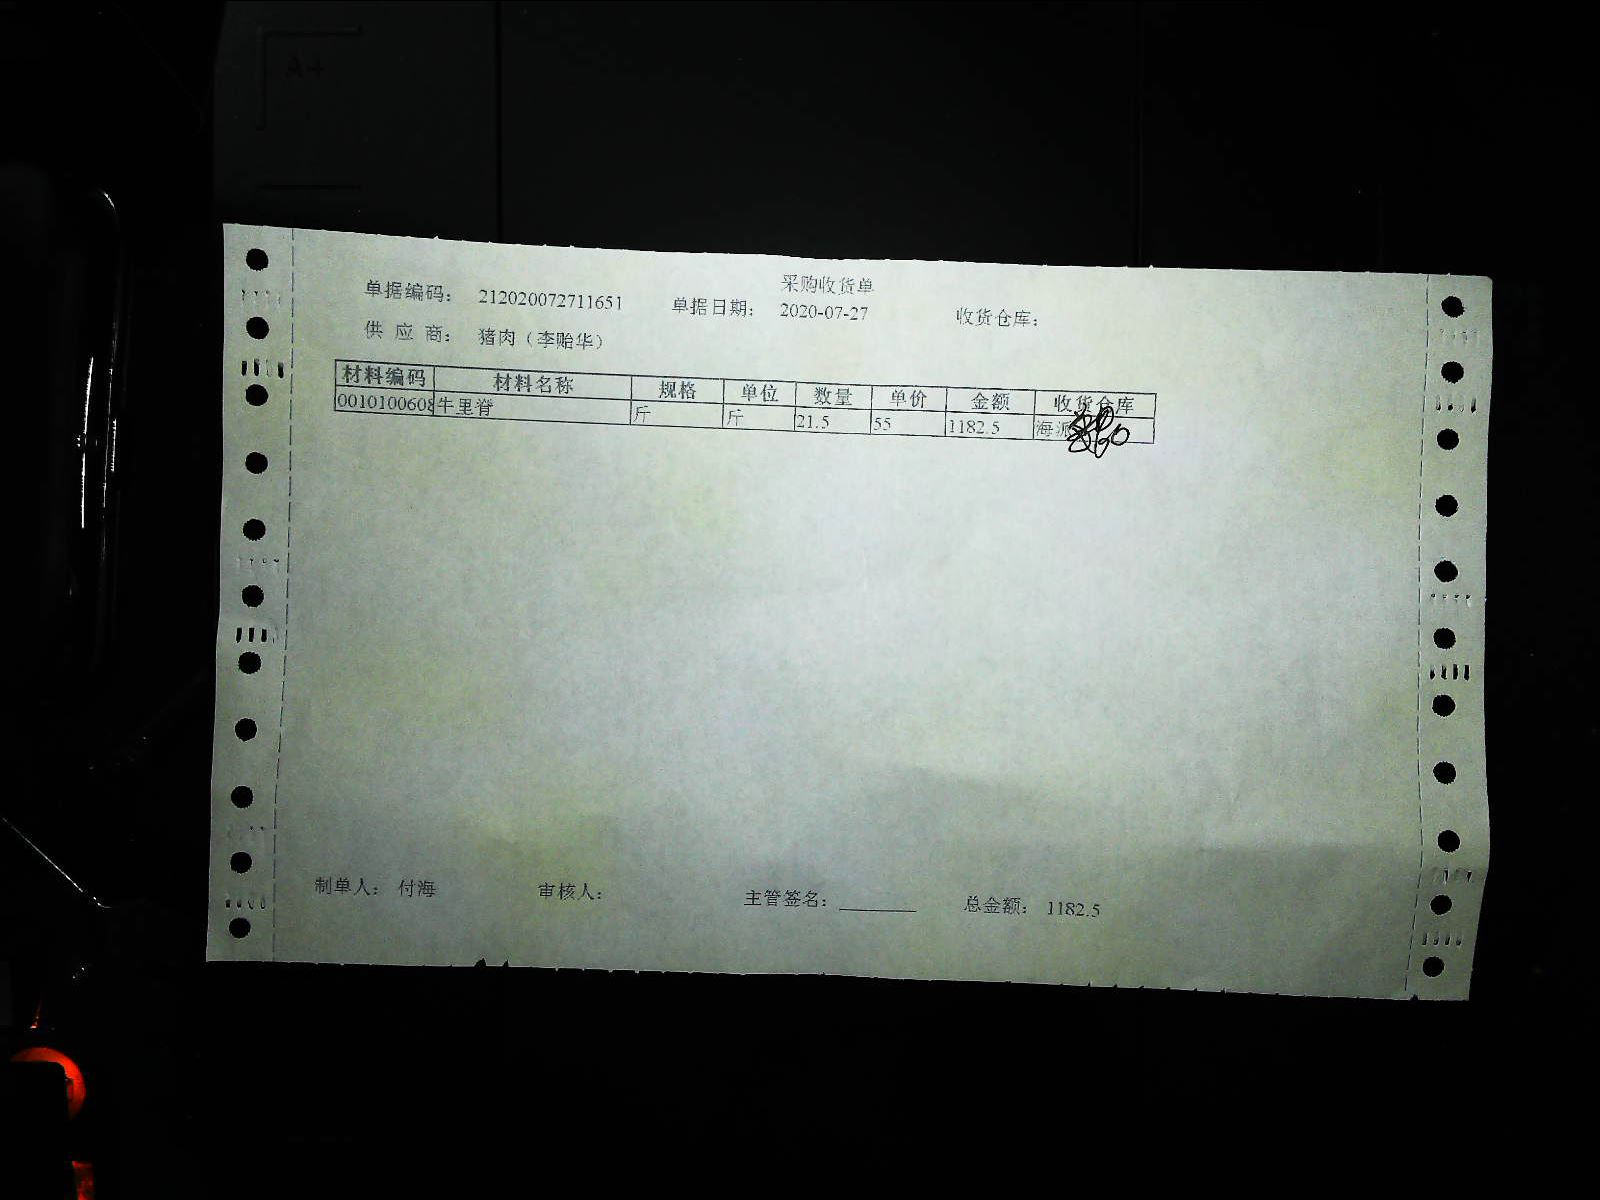 采购收货单
单据编码: 212020072711651 单据日期: 2020-07-27 收货仓库:
供应商: 猪肉（李贻华）
材料编码 材料名称 规格 单位 数量 单价 金额 收货仓库
0010100608 牛里脊 斤 斤 21.5 55 1182.5 海派
制单人: 付海 审核人: 主管签名: 总金额: 1182.5